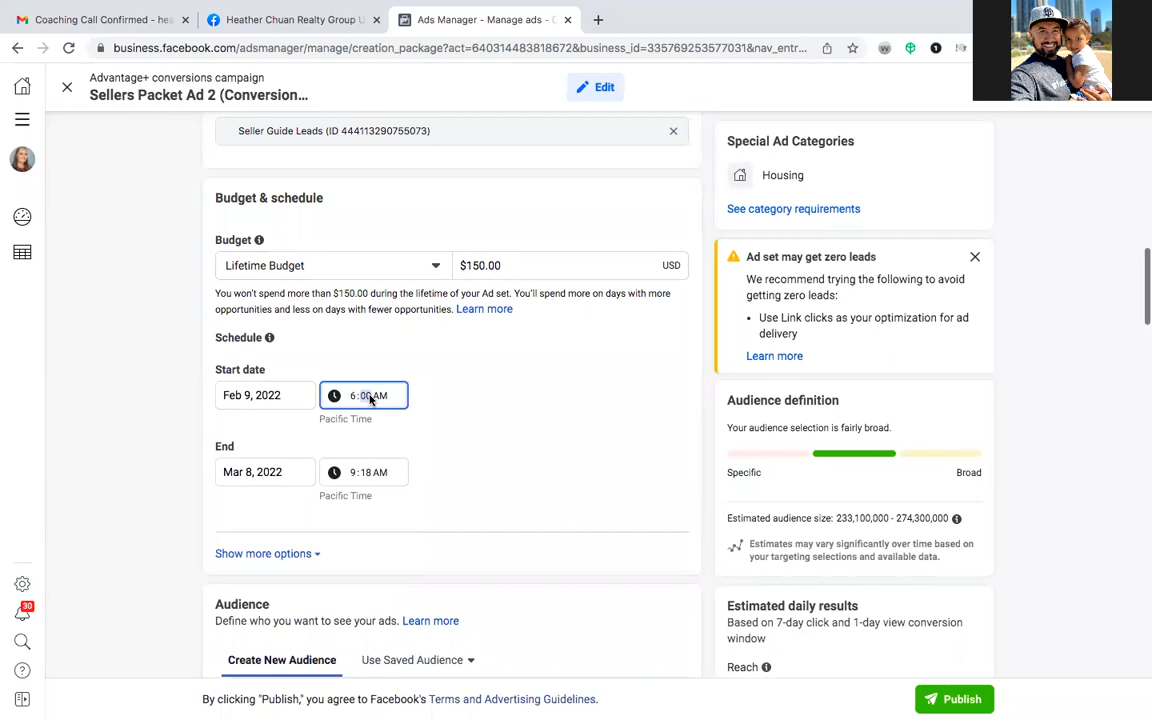 Coaching Call Confirmed - hea
Heather Chuan Realty Group U
Ads Manager - Manage ads - C
business.facebook.com/adsmanager/manage/creation_package?act=640314483818672&business_id=335769253577031&nav_entr...
Advantage+ conversions campaign
Sellers Packet Ad 2 (Conversion...
Edit
Seller Guide Leads (ID 444113290755073)
Budget & schedule
Budget
Lifetime Budget
$150.00
USD
You won't spend more than $150.00 during the lifetime of your Ad set. You'll spend more on days with more
opportunities and less on days with fewer opportunities. Learn more
Schedule
Start date
Feb 9, 2022
6:00AM
Pacific Time
End
Mar 8, 2022
9:18AM
Pacific Time
Show more options
Audience
Define who you want to see your ads. Learn more
Create New Audience
Use Saved Audience
Special Ad Categories
Housing
See category requirements
Ad set may get zero leads
We recommend trying the following to avoid
getting zero leads:
• Use Link clicks as your optimization for ad
delivery
Learn more
Audience definition
Your audience selection is fairly broad.
Specific
Broad
Estimated audience size: 233,100,000 - 274,300,000
Estimates may vary significantly over time based on
your targeting selections and available data.
Estimated daily results
Based on 7-day click and 1-day view conversion
window
Reach
30
By clicking "Publish," you agree to Facebook's Terms and Advertising Guidelines.
Publish